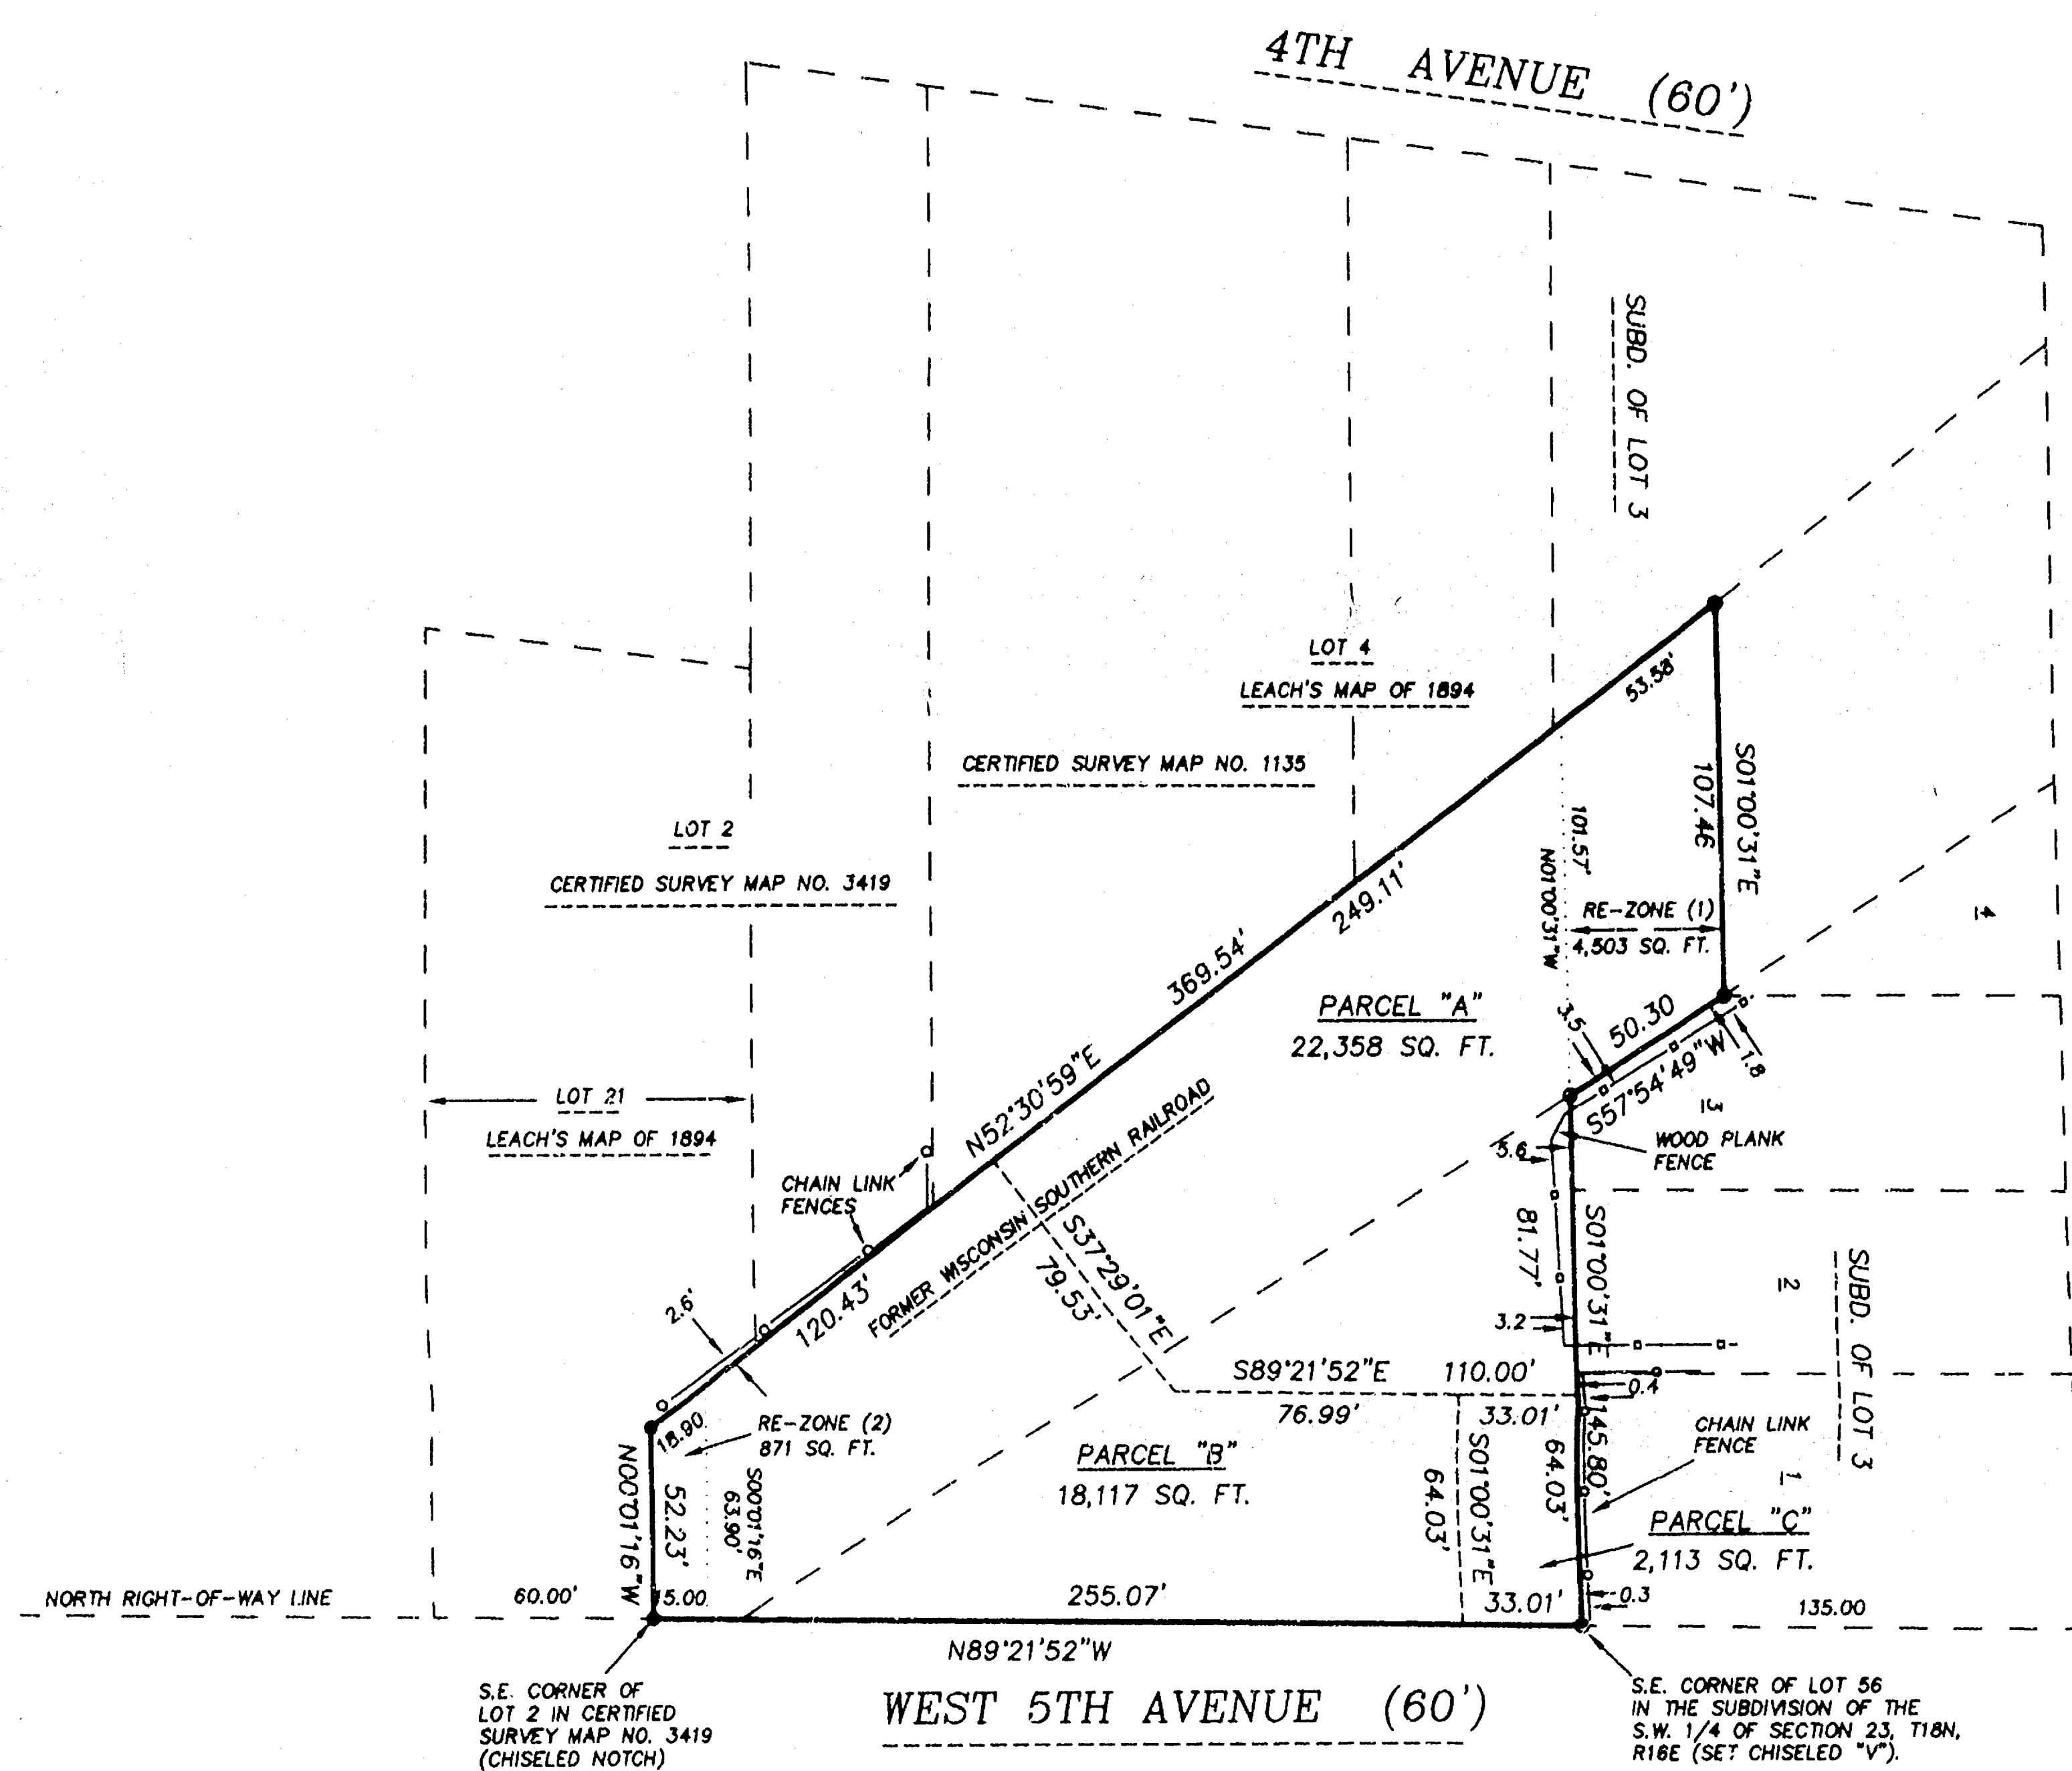 4TH AVENUE (60')
SUBD. OF LOT 3
LOT 4
LEACH'S MAP OF 1894
53.58'
CERTIFIED SURVEY MAP NO. 1135
S01°00'31"E
107.46
LOT 2
CERTIFIED SURVEY MAP NO. 3419
101.57'
N01°00'31"W
249.11'
RE-ZONE (1)
4,503 SQ. FT.
4
369.54'
PARCEL "A"
22,358 SQ. FT.
3.5
50.30
S57°54'49"W
1.8
3
N52°30'59"E
LOT 21
LEACH'S MAP OF 1894
FORMER WISCONSIN SOUTHERN RAILROAD
WOOD PLANK
FENCE
5.6
CHAIN LINK
FENCES
S37°29'01"E
79.53'
81.77'
S01°00'31"E
2
SUBD. OF LOT 3
2.6'
120.43'
3.2
S89°21'52"E 110.00'
0.4
76.99'
33.01'
18.90
RE-ZONE (2)
871 SQ. FT.
PARCEL "B"
18,117 SQ. FT.
64.03'
S01°00'31"E
64.03'
145.80'
CHAIN LINK
FENCE
1
PARCEL "C"
2,113 SQ. FT.
N00°01'16"W
52.23'
S00°01'16"E
63.90'
NORTH RIGHT-OF-WAY LINE
60.00'
15.00
255.07'
33.01'
0.3
135.00
N89°21'52"W
S.E. CORNER OF
LOT 2 IN CERTIFIED
SURVEY MAP NO. 3419
(CHISELED NOTCH)
WEST 5TH AVENUE (60')
S.E. CORNER OF LOT 56
IN THE SUBDIVISION OF THE
S.W. 1/4 OF SECTION 23, T18N,
R16E (SET CHISELED "V").